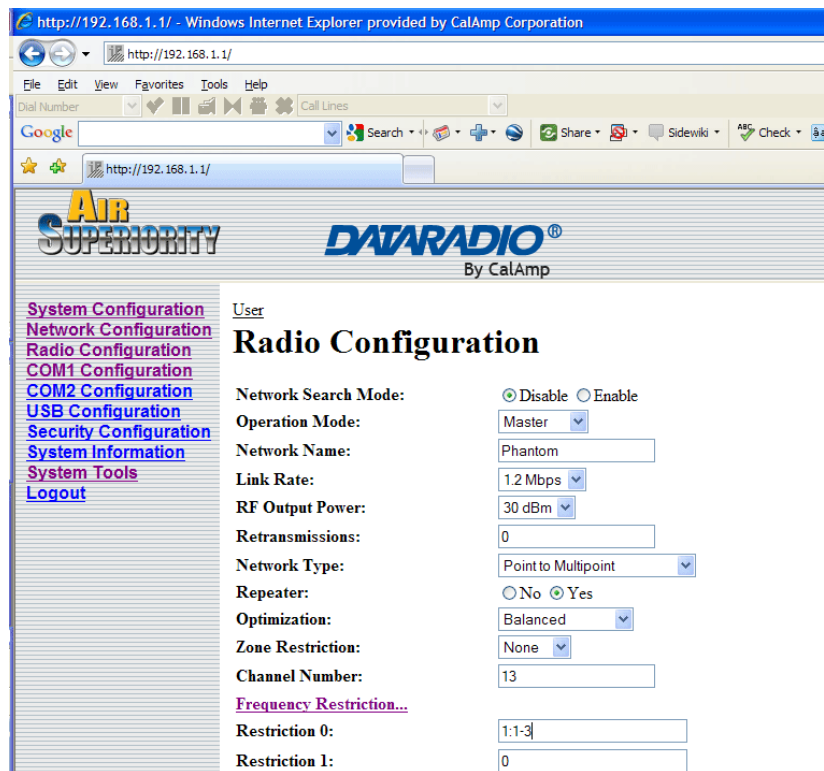 http://192.168.1.1/ - Windows Internet Explorer provided by CalAmp Corporation
http://192.168.1.1/
File Edit View Favorites Tools Help
Dial Number Call Lines
Google Search Share Sidewiki ABC Check
http://192.168.1.1/
AIR SUPERIORITY
DATARADIO®
By CalAmp
System Configuration
Network Configuration
Radio Configuration
COM1 Configuration
COM2 Configuration
USB Configuration
Security Configuration
System Information
System Tools
Logout
User
Radio Configuration
Network Search Mode: Disable Enable
Operation Mode: Master
Network Name: Phantom
Link Rate: 1.2 Mbps
RF Output Power: 30 dBm
Retransmissions: 0
Network Type: Point to Multipoint
Repeater: No Yes
Optimization: Balanced
Zone Restriction: None
Channel Number: 13
Frequency Restriction...
Restriction 0: 1:1-3
Restriction 1: 0